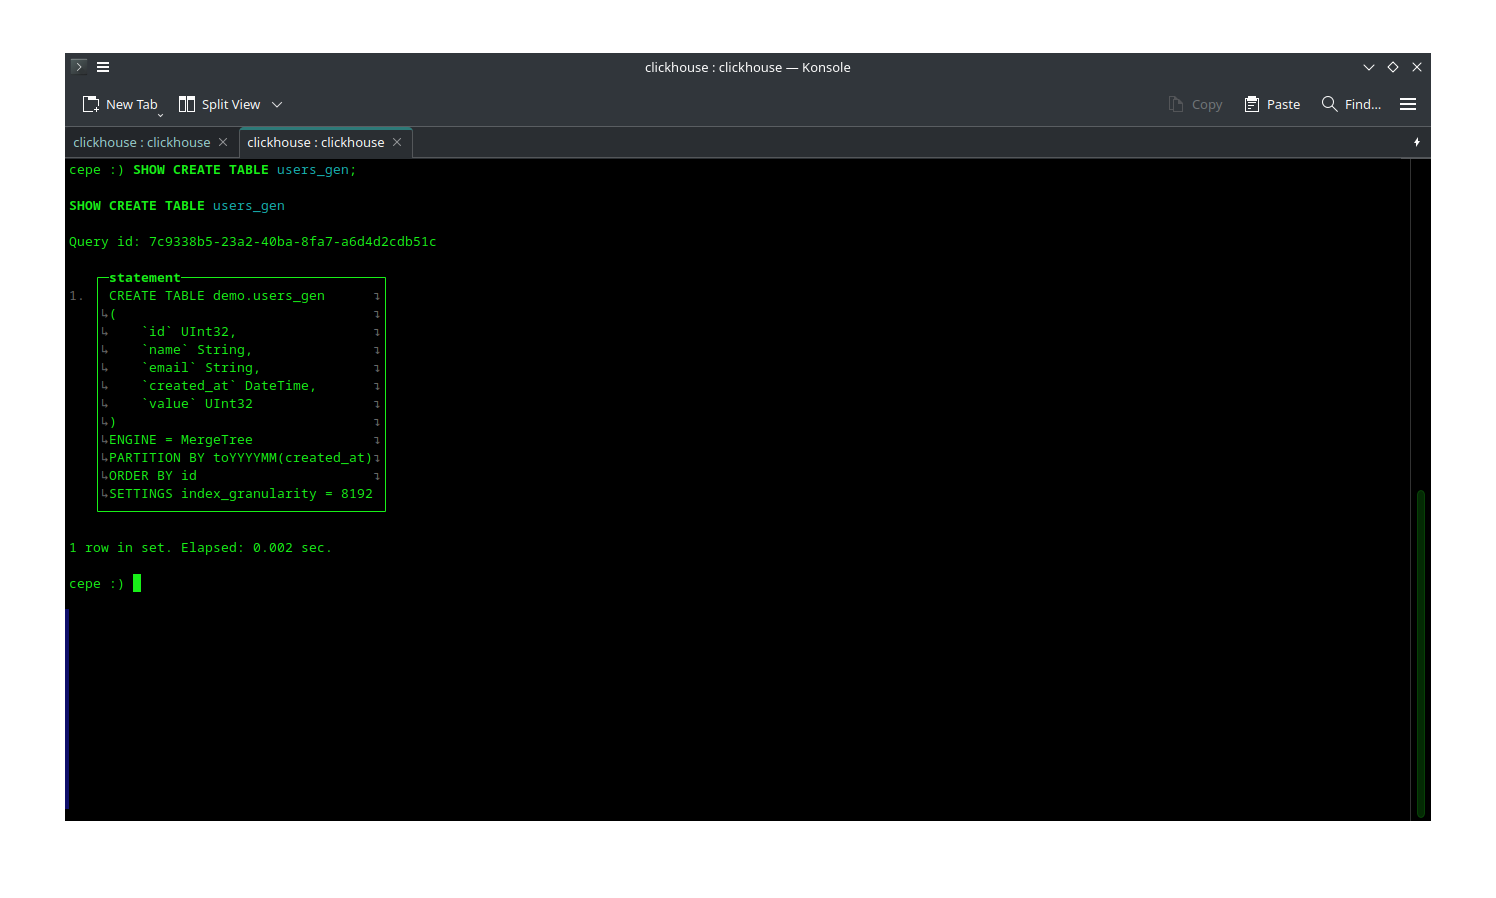 clickhouse : clickhouse — Konsole
New Tab Split View Copy Paste Find...
clickhouse : clickhouse clickhouse : clickhouse
cepe :) SHOW CREATE TABLE users_gen;
SHOW CREATE TABLE users_gen
Query id: 7c9338b5-23a2-40ba-8fa7-a6d4d2cdb51c
statement
1. CREATE TABLE demo.users_gen ↴
↳( ↴
↳    `id` UInt32, ↴
↳    `name` String, ↴
↳    `email` String, ↴
↳    `created_at` DateTime, ↴
↳    `value` UInt32 ↴
↳) ↴
↳ENGINE = MergeTree ↴
↳PARTITION BY toYYYYMM(created_at)↴
↳ORDER BY id ↴
↳SETTINGS index_granularity = 8192
1 row in set. Elapsed: 0.002 sec.
cepe :)